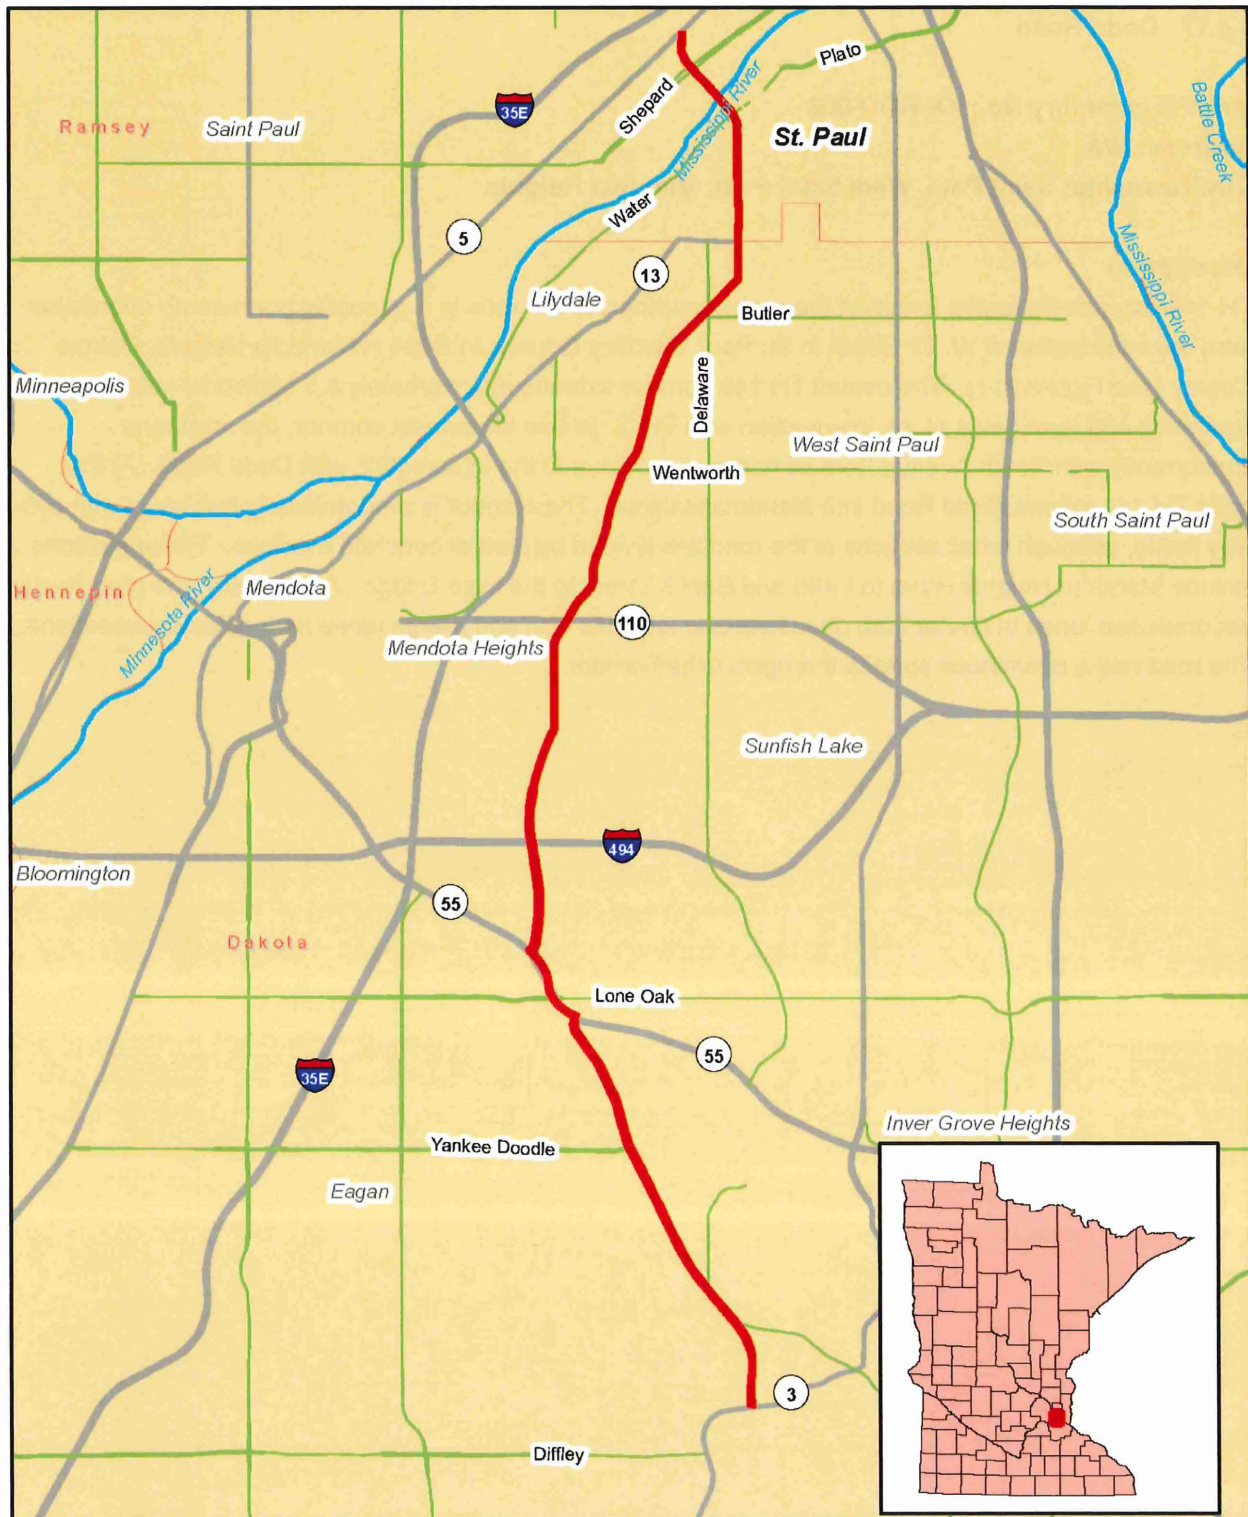 Plato
Shepard
35E
Ramsey
Saint Paul
Mississippi River
St. Paul
Battle Creek
Water
5
13
Mississippi River
Lilydale
Butler
Minneapolis
Delaware
West Saint Paul
Wentworth
South Saint Paul
Mendota
Hennepin
Minnesota River
110
Mendota Heights
Sunfish Lake
494
Bloomington
55
Dakota
Lone Oak
55
35E
Inver Grove Heights
Yankee Doodle
Eagan
3
Diffley